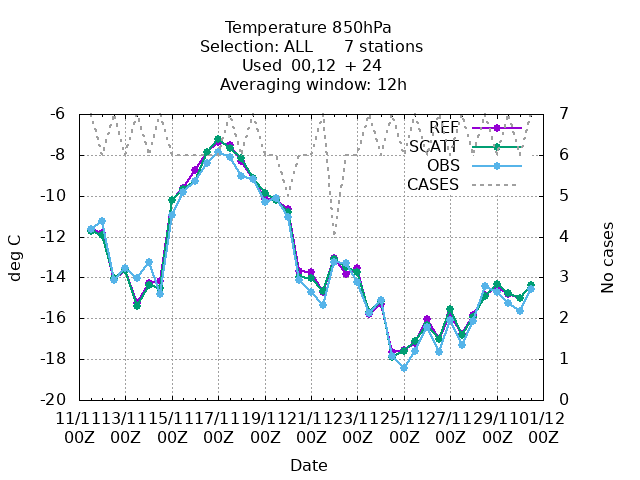 Temperature 850hPa
Selection: ALL 7 stations
Used 00,12 + 24
Averaging window: 12h
-6 7
REF
SCATT
-8 6
OBS
CASES
-10 5
-12 4
deg C No cases
-14 3
-16 2
-18 1
-20 0
11/11 13/11 15/11 17/11 19/11 21/11 23/11 25/11 27/11 29/11 01/12
00Z 00Z 00Z 00Z 00Z 00Z 00Z 00Z 00Z 00Z 00Z
Date